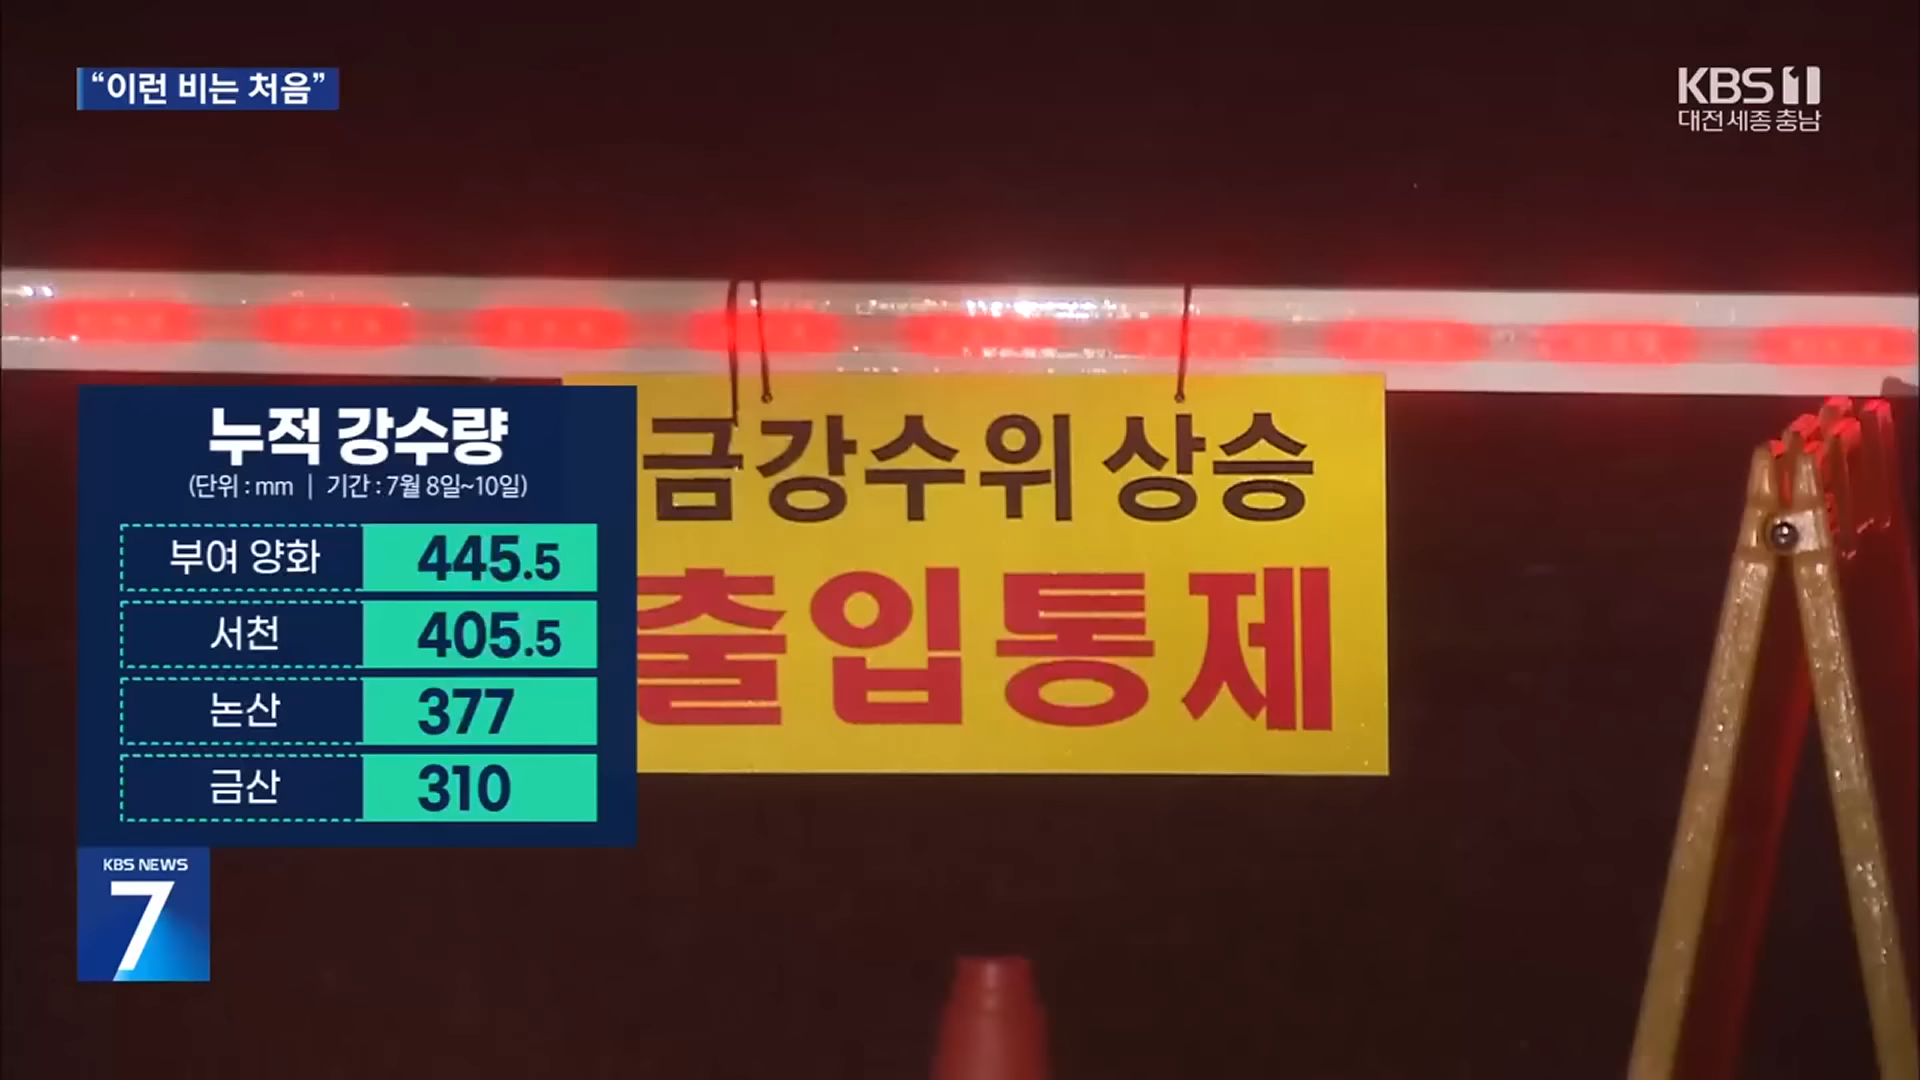 “이런 비는 처음”
KBS 1
대전 세종 충남
누적 강수량
(단위 : mm | 기간 : 7월 8일~10일)
부여 양화 445.5
서천 405.5
논산 377
금산 310
금강수위 상승
출입통제
KBS NEWS
7